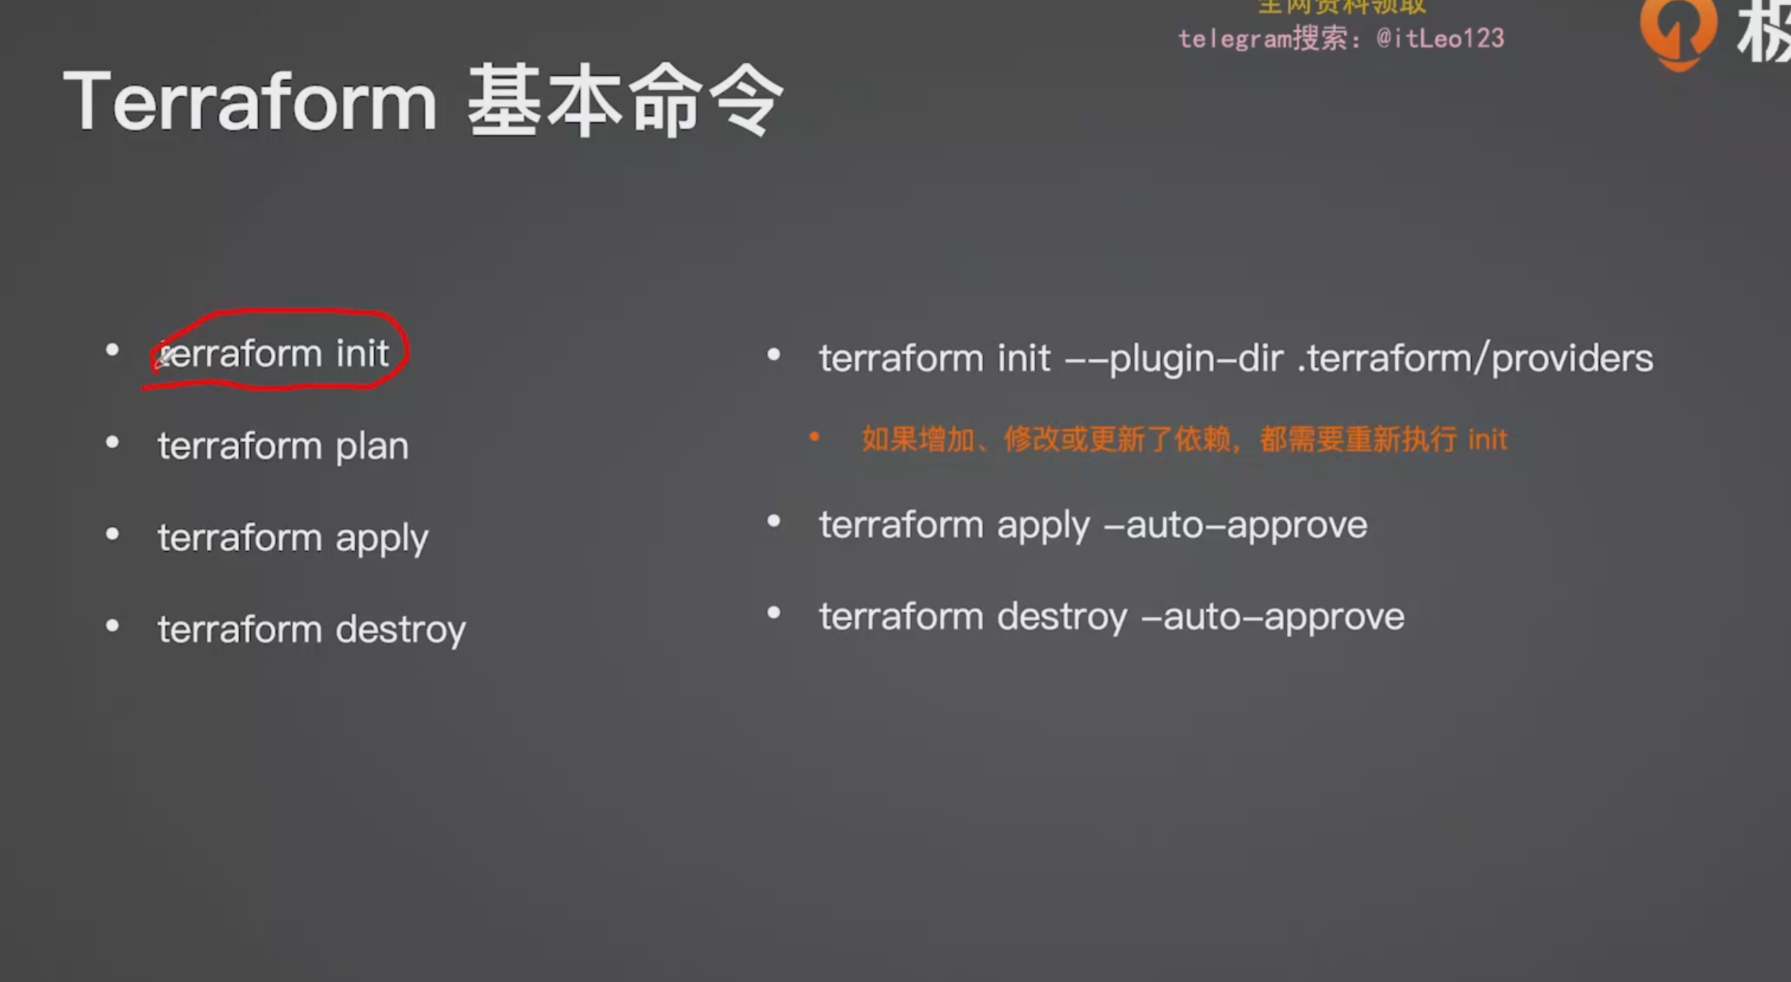 全网资料领取
telegram搜索：@itLeo123
极
Terraform 基本命令
terraform init
terraform plan
terraform apply
terraform destroy
terraform init --plugin-dir .terraform/providers
如果增加、修改或更新了依赖，都需要重新执行 init
terraform apply -auto-approve
terraform destroy -auto-approve